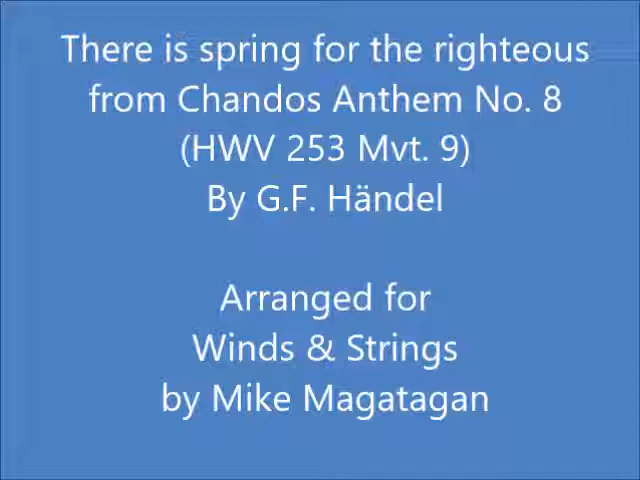 There is spring for the righteous
from Chandos Anthem No. 8
(HWV 253 Mvt. 9)
By G.F. Händel
Arranged for
Winds & Strings
by Mike Magatagan